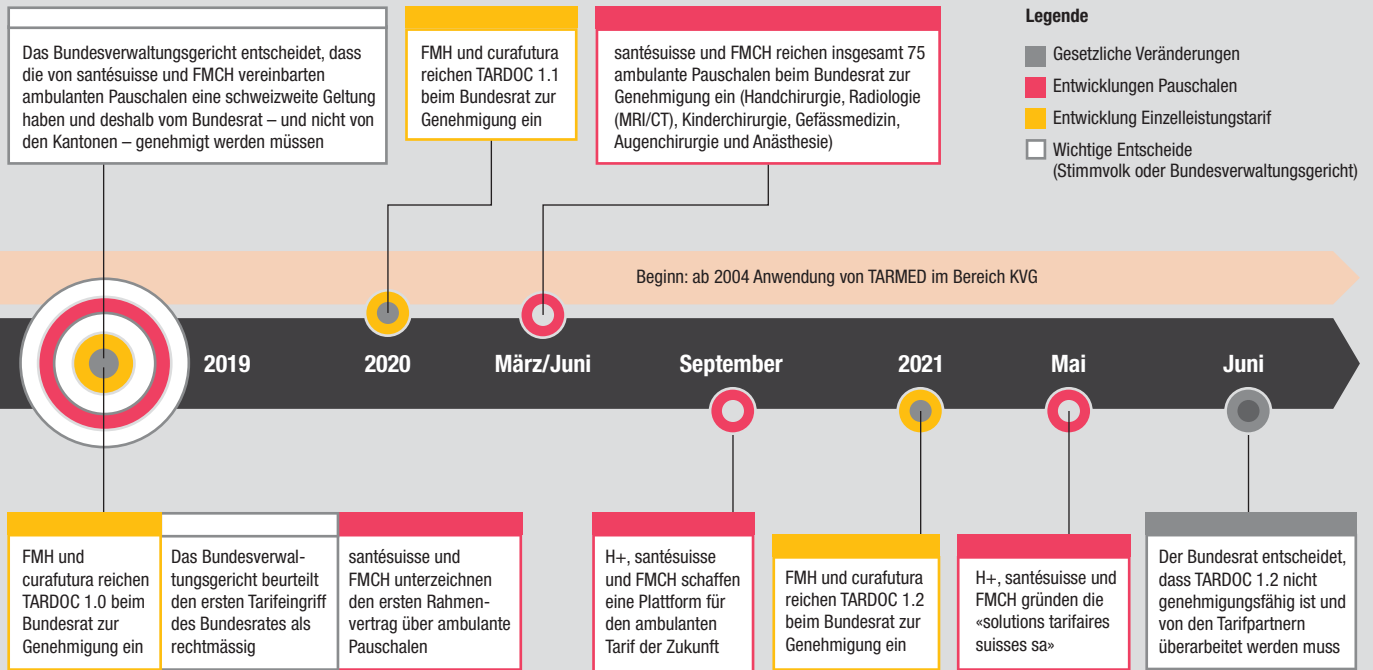 Das Bundesverwaltungsgericht entscheidet, dass
die von santésuisse und FMCH vereinbarten
ambulanten Pauschalen eine schweizweite Geltung
haben und deshalb vom Bundesrat – und nicht von
den Kantonen – genehmigt werden müssen
FMH und curafutura
reichen TARDOC 1.1
beim Bundesrat zur
Genehmigung ein
santésuisse und FMCH reichen insgesamt 75
ambulante Pauschalen beim Bundesrat zur
Genehmigung ein (Handchirurgie, Radiologie
(MRI/CT), Kinderchirurgie, Gefässmedizin,
Augenchirurgie und Anästhesie)
Legende
Gesetzliche Veränderungen
Entwicklungen Pauschalen
Entwicklung Einzelleistungstarif
Wichtige Entscheide
(Stimmvolk oder Bundesverwaltungsgericht)
Beginn: ab 2004 Anwendung von TARMED im Bereich KVG
2019
2020
März/Juni
September
2021
Mai
Juni
FMH und
curafutura reichen
TARDOC 1.0 beim
Bundesrat zur
Genehmigung ein
Das Bundesverwal-
tungsgericht beurteilt
den ersten Tarifeingriff
des Bundesrates als
rechtmässig
santésuisse und
FMCH unterzeichnen
den ersten Rahmen-
vertrag über ambulante
Pauschalen
H+, santésuisse
und FMCH schaffen
eine Plattform für
den ambulanten
Tarif der Zukunft
FMH und curafutura
reichen TARDOC 1.2
beim Bundesrat zur
Genehmigung ein
H+, santésuisse und
FMCH gründen die
«solutions tarifaires
suisses sa»
Der Bundesrat entscheidet,
dass TARDOC 1.2 nicht
genehmigungsfähig ist und
von den Tarifpartnern
überarbeitet werden muss